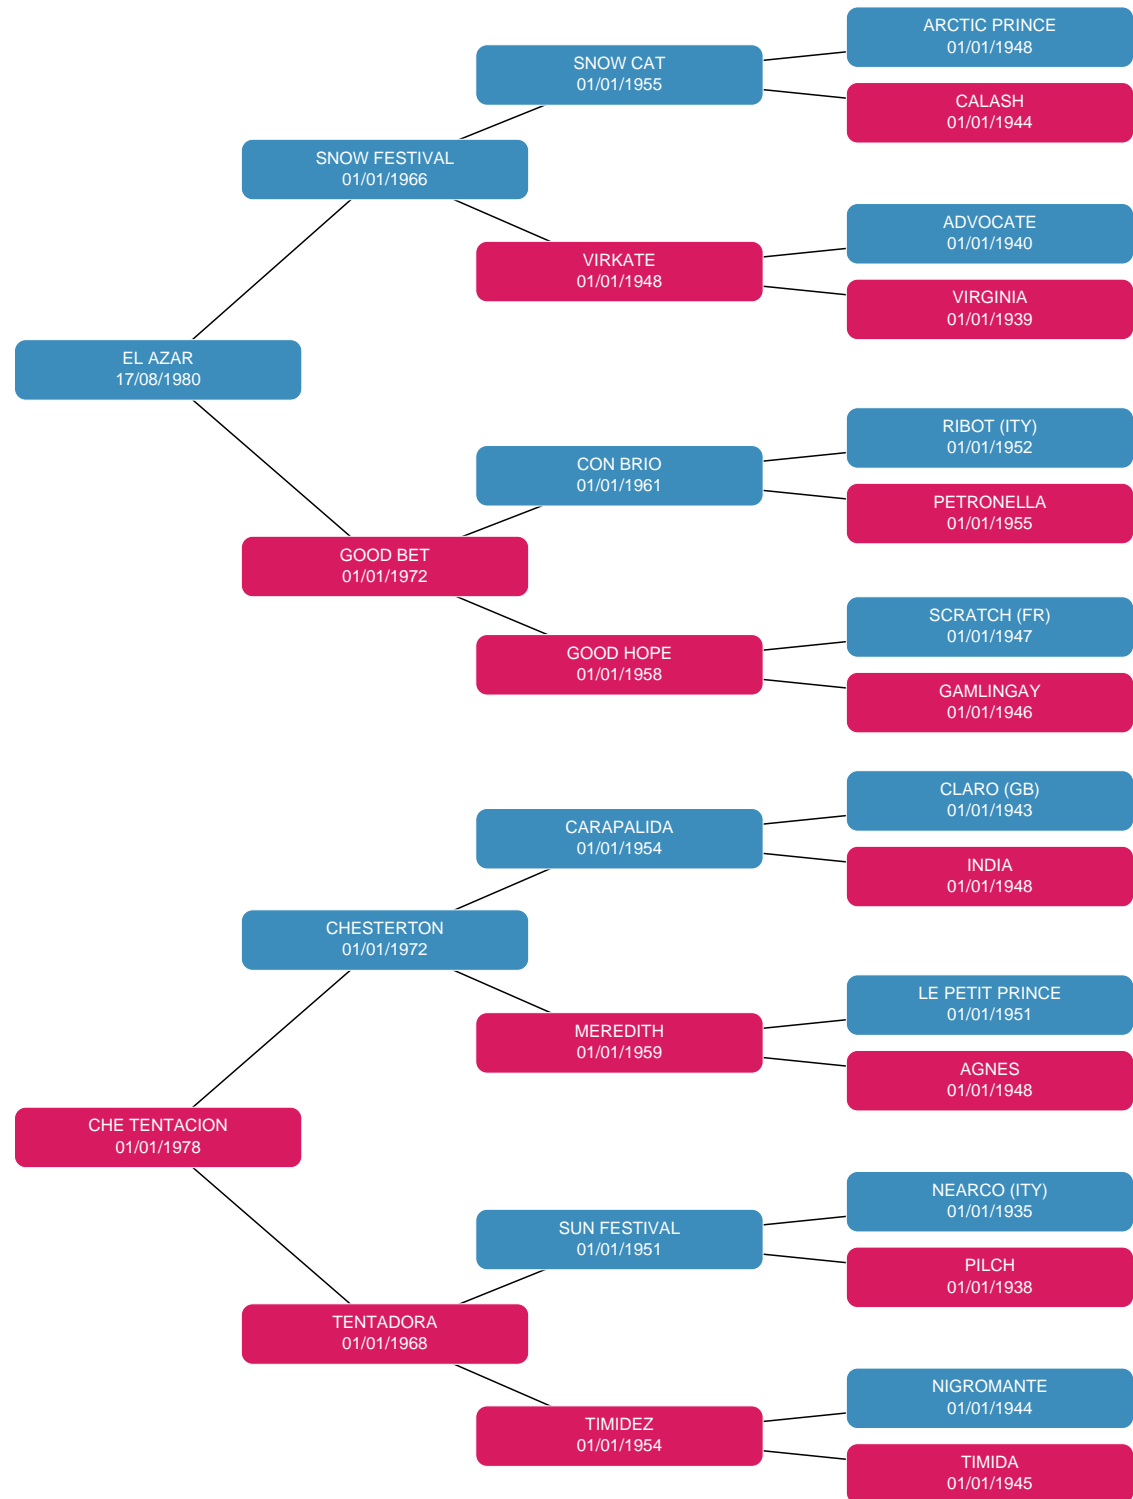 ARCTIC PRINCE
01/01/1948
SNOW CAT
01/01/1955
CALASH
01/01/1944
SNOW FESTIVAL
01/01/1966
ADVOCATE
01/01/1940
VIRKATE
01/01/1948
VIRGINIA
01/01/1939
EL AZAR
17/08/1980
RIBOT (ITY)
01/01/1952
CON BRIO
01/01/1961
PETRONELLA
01/01/1955
GOOD BET
01/01/1972
SCRATCH (FR)
01/01/1947
GOOD HOPE
01/01/1958
GAMLINGAY
01/01/1946
CLARO (GB)
01/01/1943
CARAPALIDA
01/01/1954
INDIA
01/01/1948
CHESTERTON
01/01/1972
LE PETIT PRINCE
01/01/1951
MEREDITH
01/01/1959
AGNES
01/01/1948
CHE TENTACION
01/01/1978
NEARCO (ITY)
01/01/1935
SUN FESTIVAL
01/01/1951
PILCH
01/01/1938
TENTADORA
01/01/1968
NIGROMANTE
01/01/1944
TIMIDEZ
01/01/1954
TIMIDA
01/01/1945